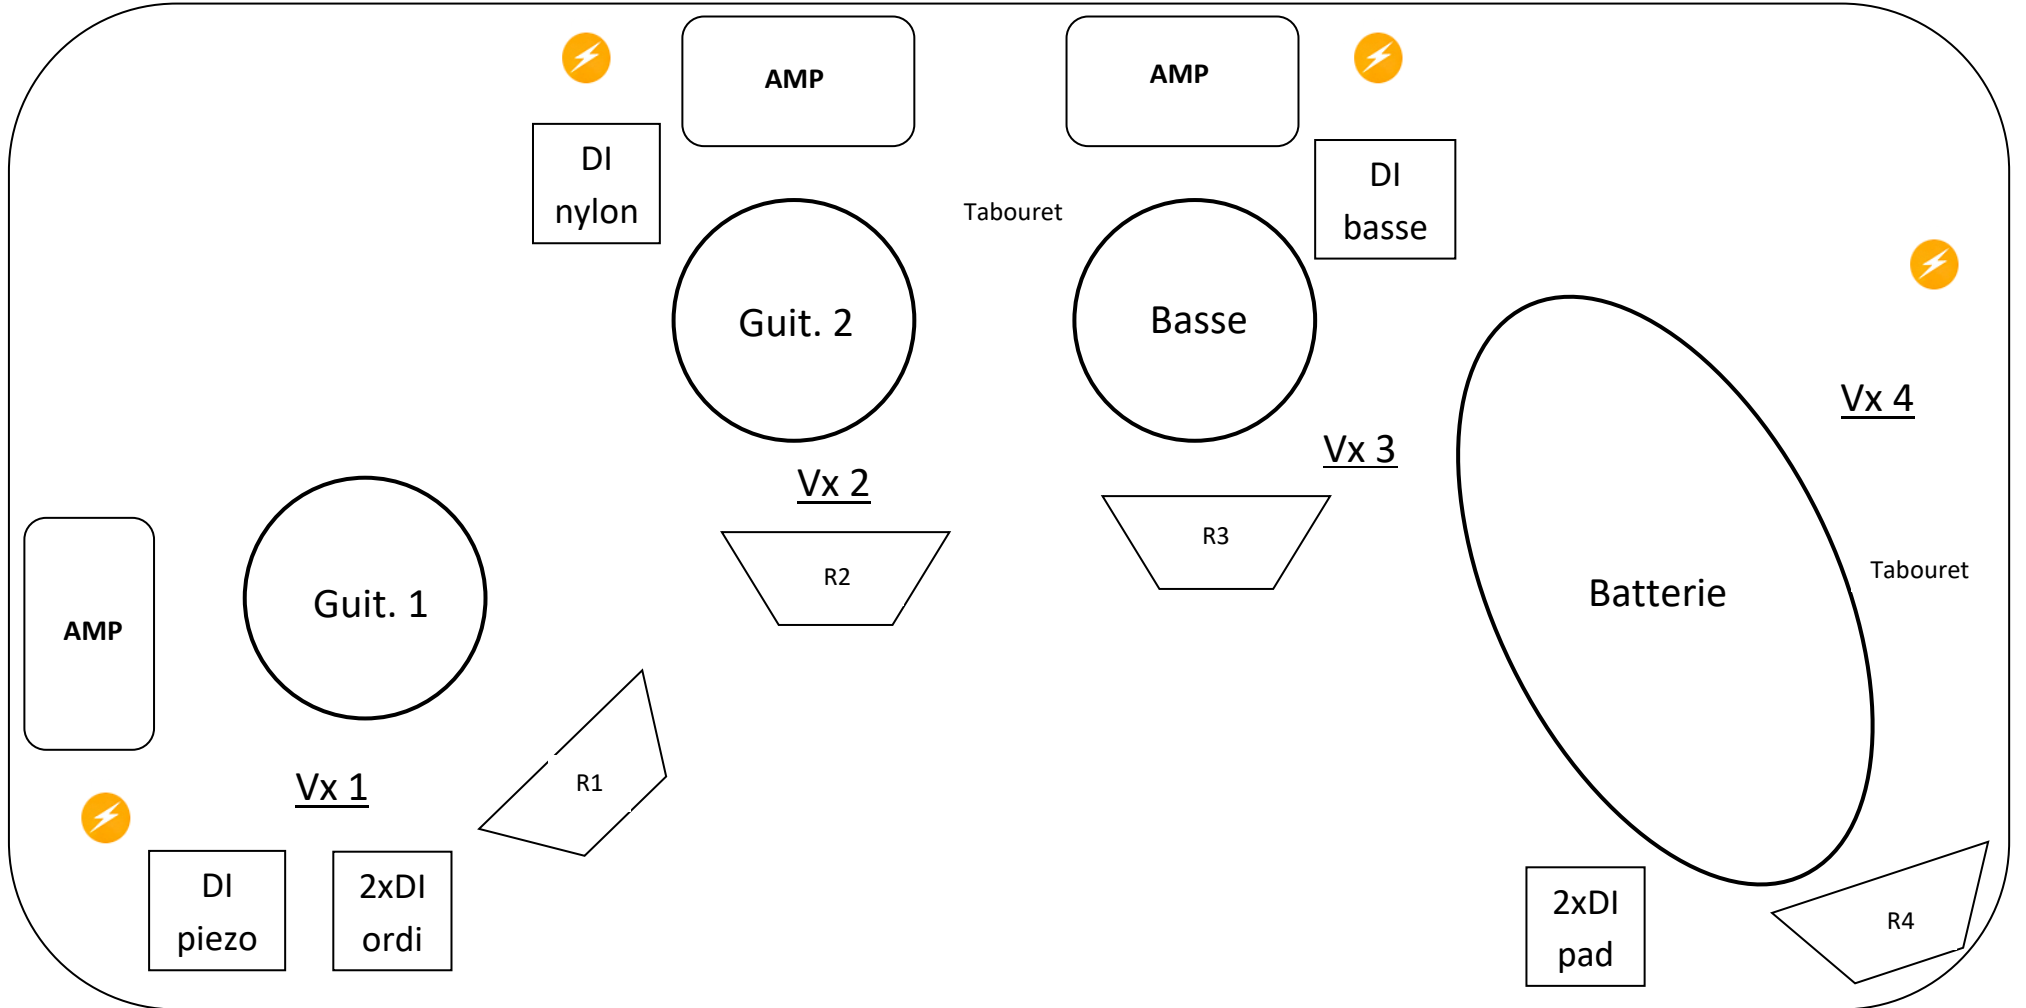 AMP
AMP
DI
nylon
DI
basse
Tabouret
Guit. 2
Basse
Vx 4
Vx 3
Vx 2
R3
R2
Tabouret
Batterie
Guit. 1
AMP
R1
Vx 1
DI
piezo
2xDI
ordi
2xDI
pad
R4